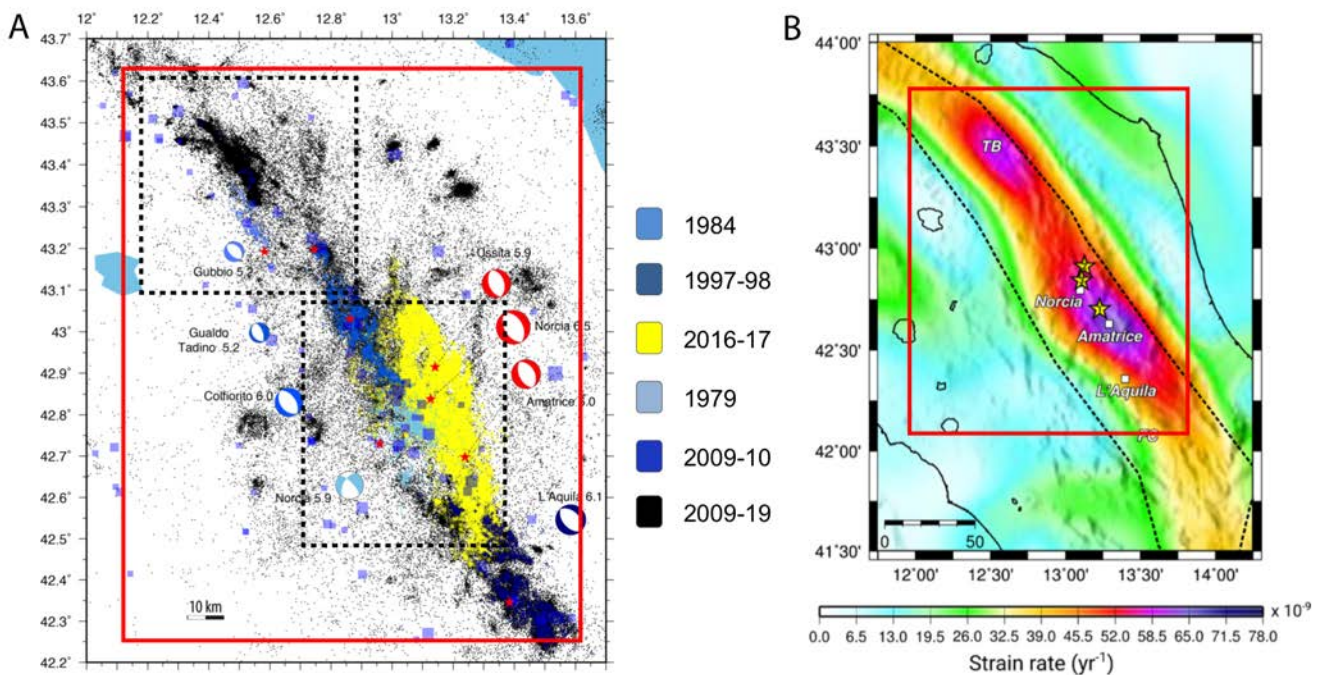 A
12.2˚ 12.4˚ 12.6˚ 12.8˚ 13˚ 13.2˚ 13.4˚ 13.6˚
43.7˚
43.6˚
43.5˚
43.4˚
43.3˚
43.2˚
43.1˚
43˚
42.9˚
42.8˚
42.7˚
42.6˚
42.5˚
42.4˚
42.3˚
42.2˚
Gubbio 5.2
Gualdo
Tadino 5.2
Colfiorito 6.0
Norcia 5.9
Ussita 5.9
Norcia 6.5
Amatrice 6.0
L'Aquila 6.1
10 km
1984
1997-98
2016-17
1979
2009-10
2009-19
B
44˚00'
43˚30'
43˚00'
42˚30'
42˚00'
41˚30'
TB
Norcia
Amatrice
L'Aquila
FC
0 50
12˚00' 12˚30' 13˚00' 13˚30' 14˚00'
x 10⁻⁹
0.0 6.5 13.0 19.5 26.0 32.5 39.0 45.5 52.0 58.5 65.0 71.5 78.0
Strain rate (yr⁻¹)